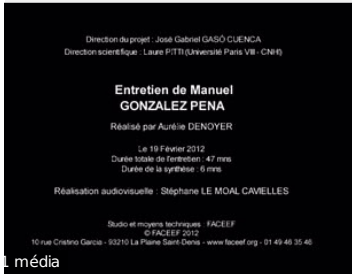 Direction du projet : José Gabriel GASÓ CUENCA
Direction scientifique : Laure PITTI (Université Paris VIII - CNHI)
Entretien de Manuel
GONZALEZ PENA
Réalisé par Aurélie DENOYER
Le 19 Février 2012
Durée totale de l'entretien : 47 mns
Durée de la synthèse : 6 mns
Réalisation audiovisuelle : Stéphane LE MOAL CAVIELLES
Studio et moyens techniques : FACEEF
© FACEEF 2012
10 rue Cristino Garcia - 93210 La Plaine Saint-Denis - www.faceef.org - 01 49 46 35 46
1 média